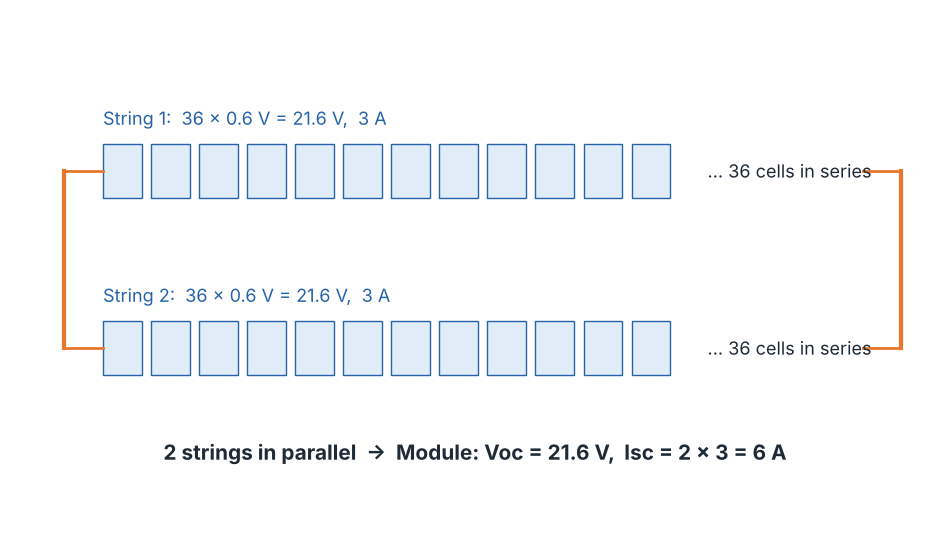 String 1:  36 × 0.6 V = 21.6 V,  3 A
... 36 cells in series
String 2:  36 × 0.6 V = 21.6 V,  3 A
... 36 cells in series
2 strings in parallel → Module: Voc = 21.6 V,  Isc = 2 × 3 = 6 A